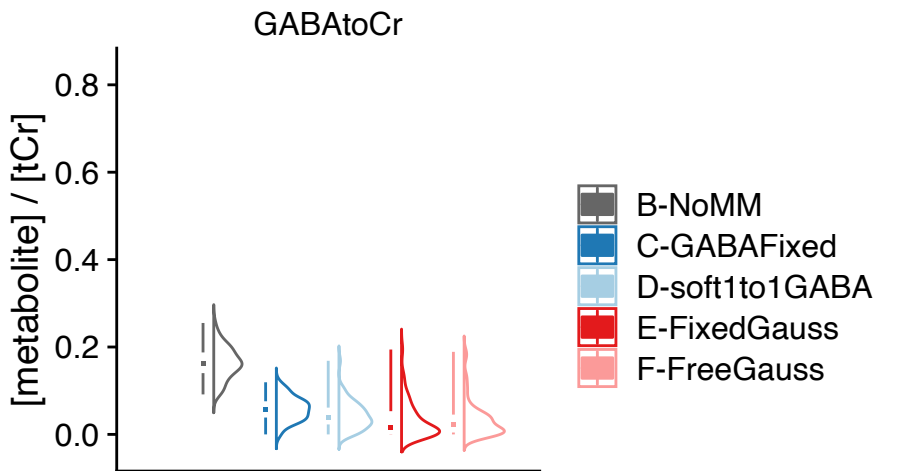 GABAtoCr
[metabolite] / [tCr]
0.8
0.6
0.4
0.2
0.0
B-NoMM
C-GABAFixed
D-soft1to1GABA
E-FixedGauss
F-FreeGauss